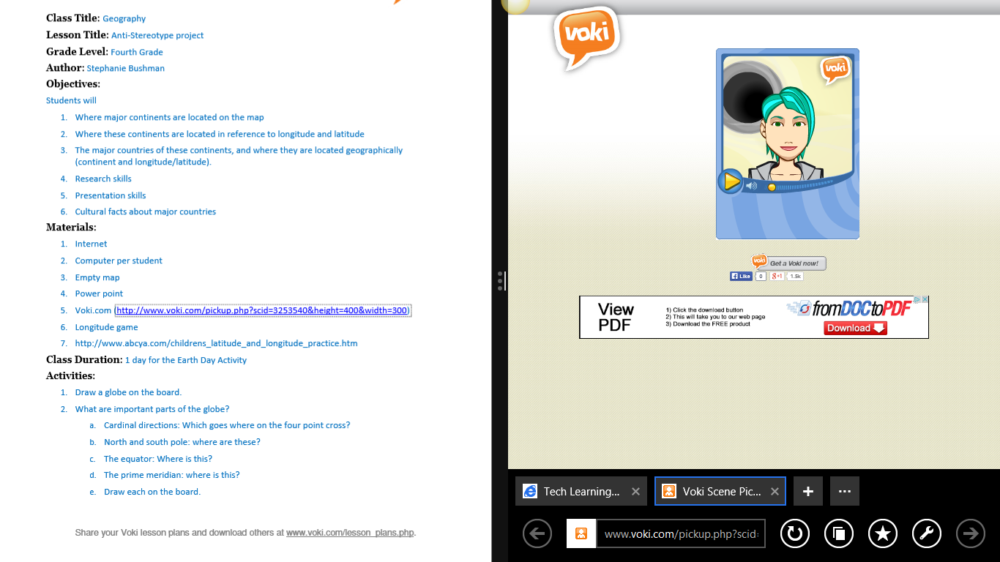 Class Title: Geography
Lesson Title: Anti-Stereotype project
Grade Level: Fourth Grade
Author: Stephanie Bushman
Objectives:
Students will
1. Where major continents are located on the map
2. Where these continents are located in reference to longitude and latitude
3. The major countries of these continents, and where they are located geographically
(continent and longitude/latitude).
4. Research skills
5. Presentation skills
6. Cultural facts about major countries
Materials:
1. Internet
2. Computer per student
3. Empty map
4. Power point
5. Voki.com (http://www.voki.com/pickup.php?scid=3253540&height=400&width=300)
6. Longitude game
7. http://www.abcya.com/childrens_latitude_and_longitude_practice.htm
Class Duration: 1 day for the Earth Day Activity
Activities:
1. Draw a globe on the board.
2. What are important parts of the globe?
a. Cardinal directions: Which goes where on the four point cross?
b. North and south pole: where are these?
c. The equator: Where is this?
d. The prime meridian: where is this?
e. Draw each on the board.
Share your Voki lesson plans and download others at www.voki.com/lesson_plans.php.
voki
voki
voki Get a Voki now!
Like 0 g+1 1.5k
View
PDF
1) Click the download button
2) This will take you to our web page
3) Download the FREE product
fromDOCtoPDF
Download
Tech Learning...
Voki Scene Pic...
www.voki.com/pickup.php?scid=